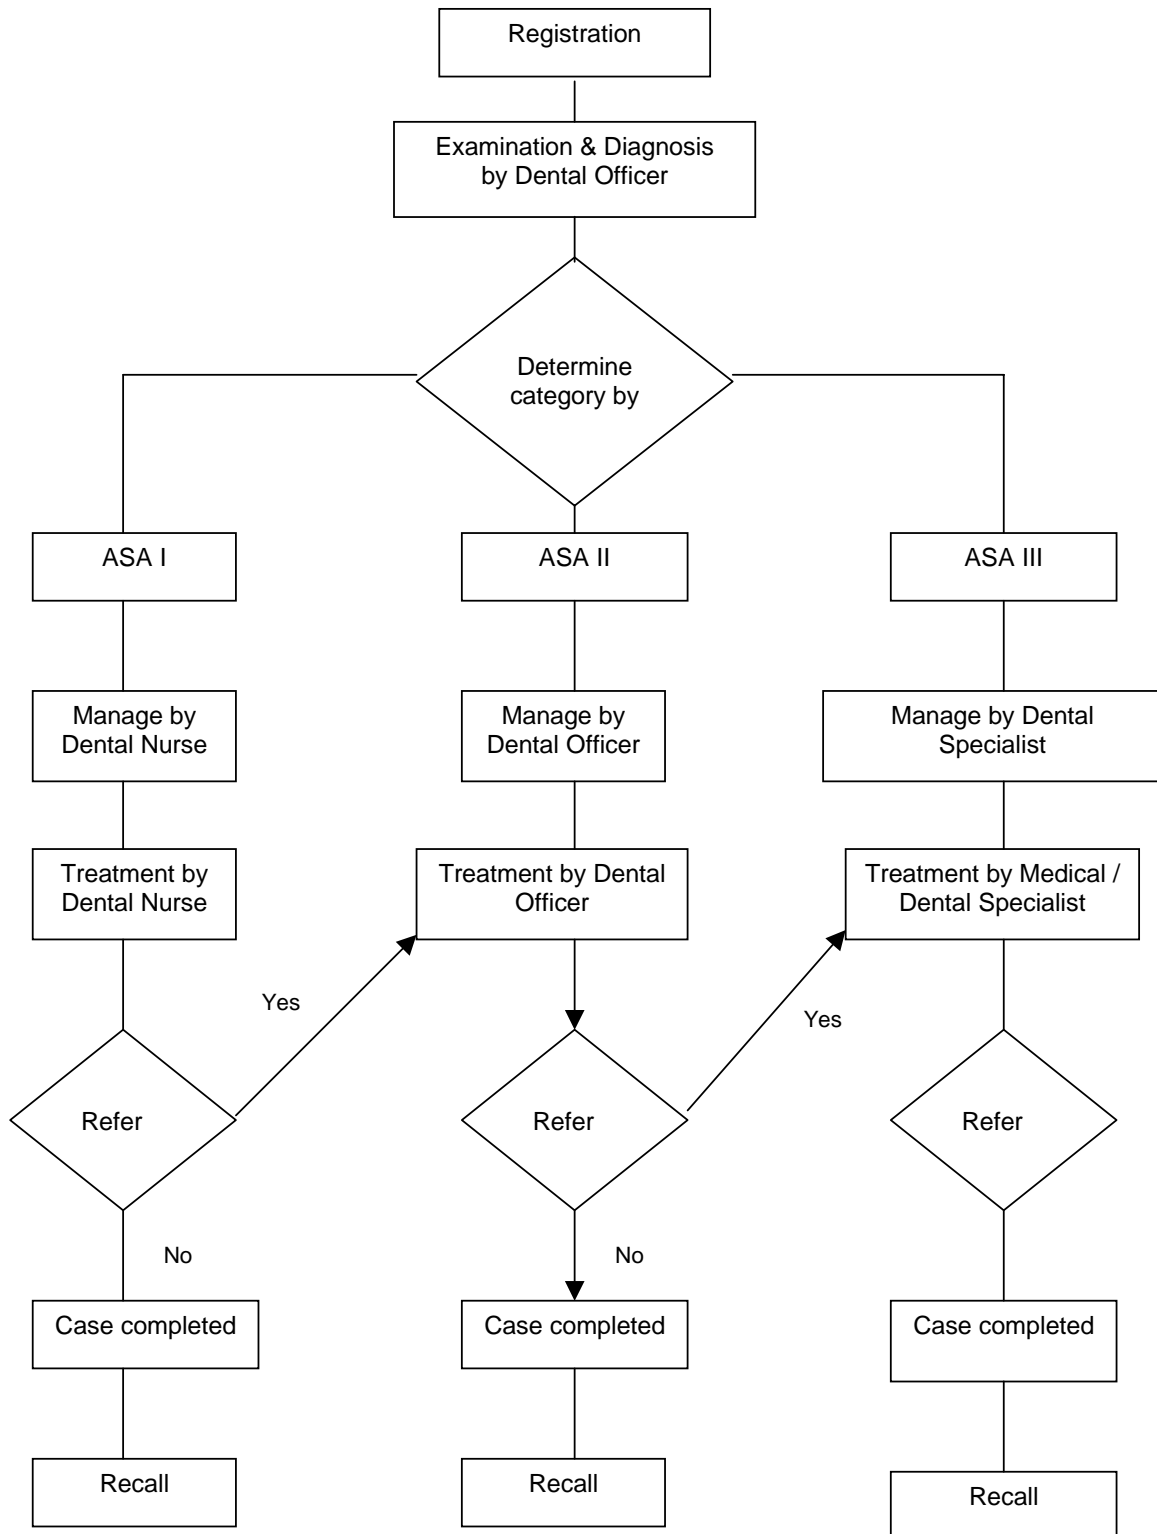 Registration
Examination & Diagnosis
by Dental Officer
Determine
category by
ASA I
ASA II
ASA III
Manage by
Dental Nurse
Manage by
Dental Officer
Manage by Dental
Specialist
Treatment by
Dental Nurse
Treatment by Dental
Officer
Treatment by Medical /
Dental Specialist
Yes
Yes
Refer
Refer
Refer
No
No
Case completed
Case completed
Case completed
Recall
Recall
Recall